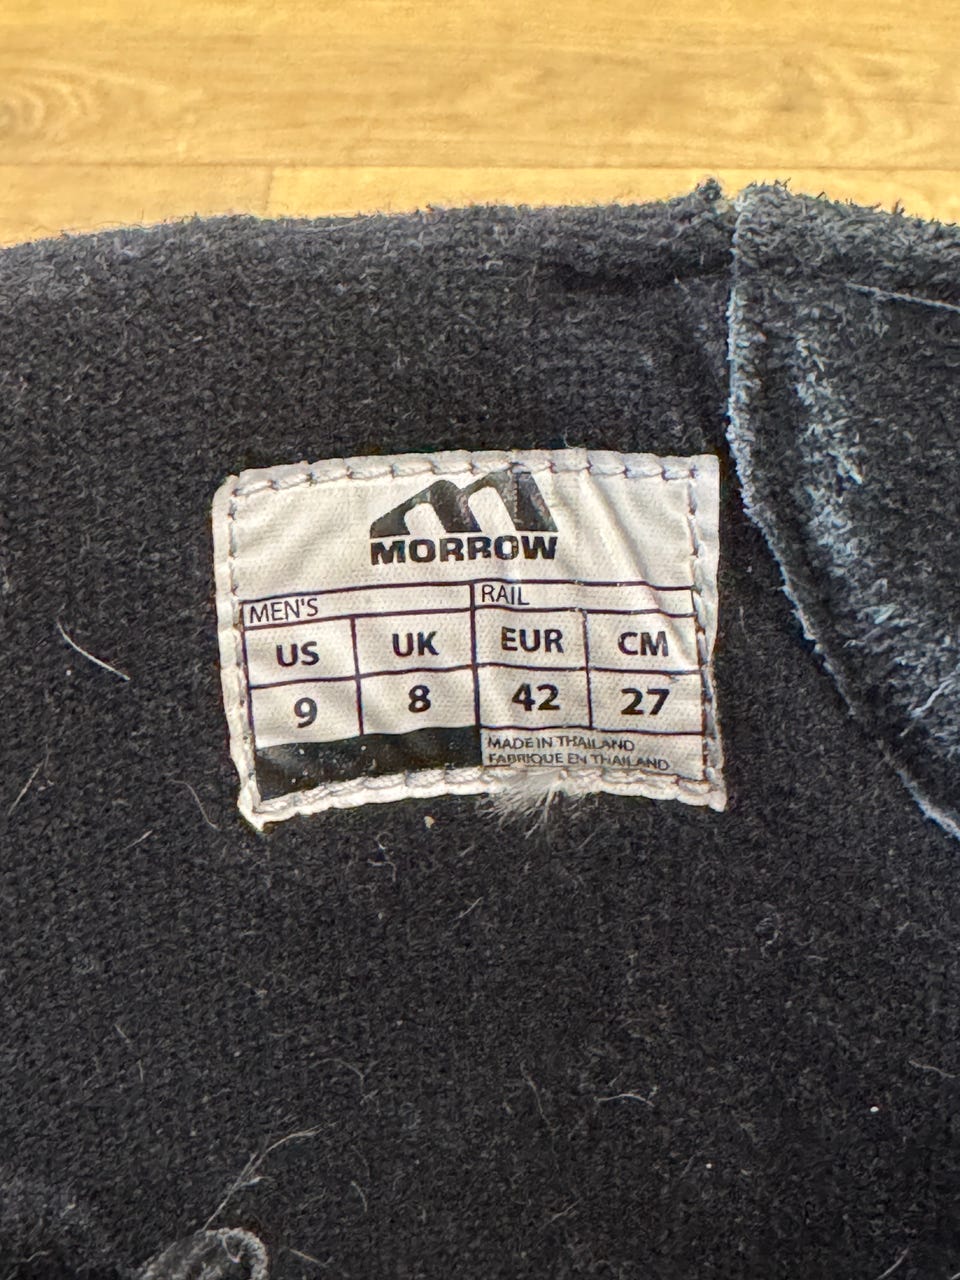 MORROW
MEN'S RAIL
US UK EUR CM
9 8 42 27
MADE IN THAILAND
FABRIQUE EN THAILAND